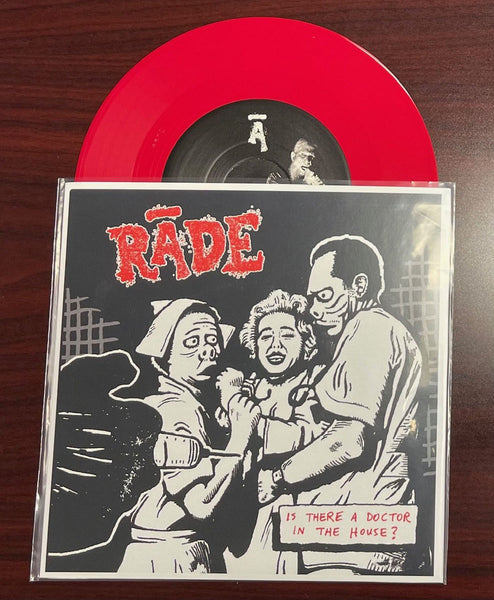 Ā
RĀDE
IS THERE A DOCTOR
IN THE HOUSE?